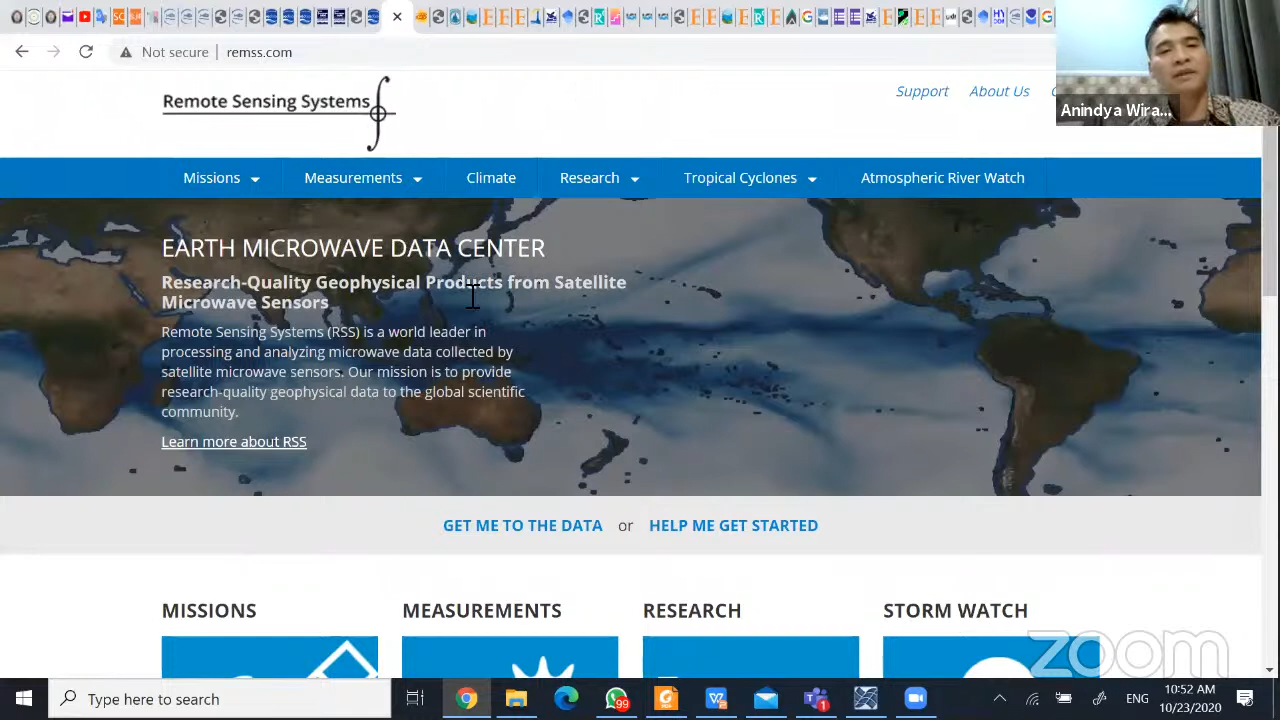 Not secure
remss.com
Remote Sensing Systems
Support
About Us
Anindya Wira...
Missions
Measurements
Climate
Research
Tropical Cyclones
Atmospheric River Watch
EARTH MICROWAVE DATA CENTER
Research-Quality Geophysical Products from Satellite
Microwave Sensors
Remote Sensing Systems (RSS) is a world leader in
processing and analyzing microwave data collected by
satellite microwave sensors. Our mission is to provide
research-quality geophysical data to the global scientific
community.
Learn more about RSS
GET ME TO THE DATA or HELP ME GET STARTED
MISSIONS
MEASUREMENTS
RESEARCH
STORM WATCH
zoom
Type here to search
99
1
ENG
10:52 AM
10/23/2020